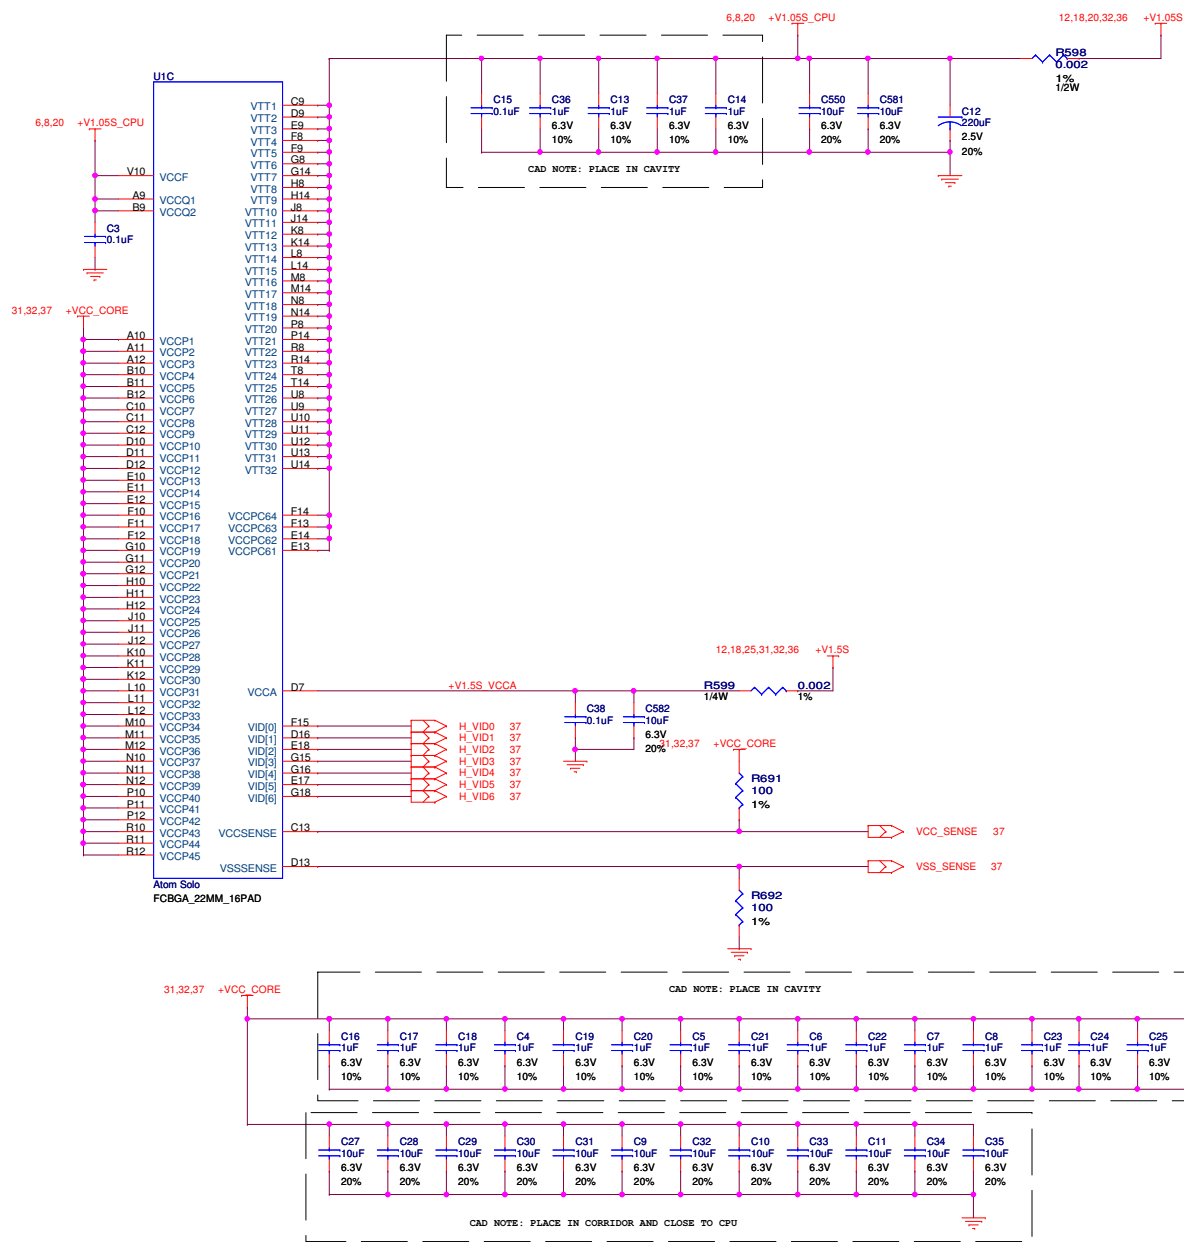 6,8,20 +V1.05S_CPU
12,18,20,32,36 +V1.05S
R598
0.002
1%
1/2W
C15
0.1uF
C36
1uF
6.3V
10%
C13
1uF
6.3V
10%
C37
1uF
6.3V
10%
C14
1uF
6.3V
10%
C550
10uF
6.3V
20%
C581
10uF
6.3V
20%
C12
220uF
2.5V
20%
CAD NOTE: PLACE IN CAVITY
U1C
6,8,20 +V1.05S_CPU
V10 VCCF
A9 VCCQ1
B9 VCCQ2
C3
0.1uF
31,32,37 +VCC_CORE
A10 VCCP1
A11 VCCP2
A12 VCCP3
B10 VCCP4
B11 VCCP5
B12 VCCP6
C10 VCCP7
C11 VCCP8
C12 VCCP9
D10 VCCP10
D11 VCCP11
D12 VCCP12
E10 VCCP13
E11 VCCP14
E12 VCCP15
F10 VCCP16
F11 VCCP17
F12 VCCP18
G10 VCCP19
G11 VCCP20
G12 VCCP21
H10 VCCP22
H11 VCCP23
H12 VCCP24
J10 VCCP25
J11 VCCP26
J12 VCCP27
K10 VCCP28
K11 VCCP29
K12 VCCP30
L10 VCCP31
L11 VCCP32
L12 VCCP33
M10 VCCP34
M11 VCCP35
M12 VCCP36
N10 VCCP37
N11 VCCP38
N12 VCCP39
P10 VCCP40
P11 VCCP41
P12 VCCP42
R10 VCCP43
R11 VCCP44
R12 VCCP45
VTT1 C9
VTT2 D9
VTT3 E9
VTT4 F8
VTT5 F9
VTT6 G8
VTT7 G14
VTT8 H8
VTT9 H14
VTT10 J8
VTT11 J14
VTT12 K8
VTT13 K14
VTT14 L8
VTT15 L14
VTT16 M8
VTT17 M14
VTT18 N8
VTT19 N14
VTT20 P8
VTT21 P14
VTT22 R8
VTT23 R14
VTT24 T8
VTT25 T14
VTT26 U8
VTT27 U9
VTT28 U10
VTT29 U11
VTT30 U12
VTT31 U13
VTT32 U14
VCCPC64 F14
VCCPC63 F13
VCCPC62 E14
VCCPC61 E13
VCCA D7
VID[0] F15
VID[1] D16
VID[2] E18
VID[3] G15
VID[4] G16
VID[5] E17
VID[6] G18
VCCSENSE C13
VSSSENSE D13
Atom Solo
FCBGA_22MM_16PAD
+V1.5S_VCCA
12,18,25,31,32,36 +V1.5S
R599 0.002
1/4W 1%
C38
0.1uF
C582
10uF
6.3V
20%
H_VID0 37
H_VID1 37
H_VID2 37
H_VID3 37
H_VID4 37
H_VID5 37
H_VID6 37
31,32,37 +VCC_CORE
R691
100
1%
VCC_SENSE 37
VSS_SENSE 37
R692
100
1%
31,32,37 +VCC_CORE
CAD NOTE: PLACE IN CAVITY
C16 C17 C18 C4 C19 C20 C5 C21 C6 C22 C7 C8 C23 C24 C25
1uF 1uF 1uF 1uF 1uF 1uF 1uF 1uF 1uF 1uF 1uF 1uF 1uF 1uF 1uF
6.3V 6.3V 6.3V 6.3V 6.3V 6.3V 6.3V 6.3V 6.3V 6.3V 6.3V 6.3V 6.3V 6.3V 6.3V
10% 10% 10% 10% 10% 10% 10% 10% 10% 10% 10% 10% 10% 10% 10%
C27 C28 C29 C30 C31 C9 C32 C10 C33 C11 C34 C35
10uF 10uF 10uF 10uF 10uF 10uF 10uF 10uF 10uF 10uF 10uF 10uF
6.3V 6.3V 6.3V 6.3V 6.3V 6.3V 6.3V 6.3V 6.3V 6.3V 6.3V 6.3V
20% 20% 20% 20% 20% 20% 20% 20% 20% 20% 20% 20%
CAD NOTE: PLACE IN CORRIDOR AND CLOSE TO CPU